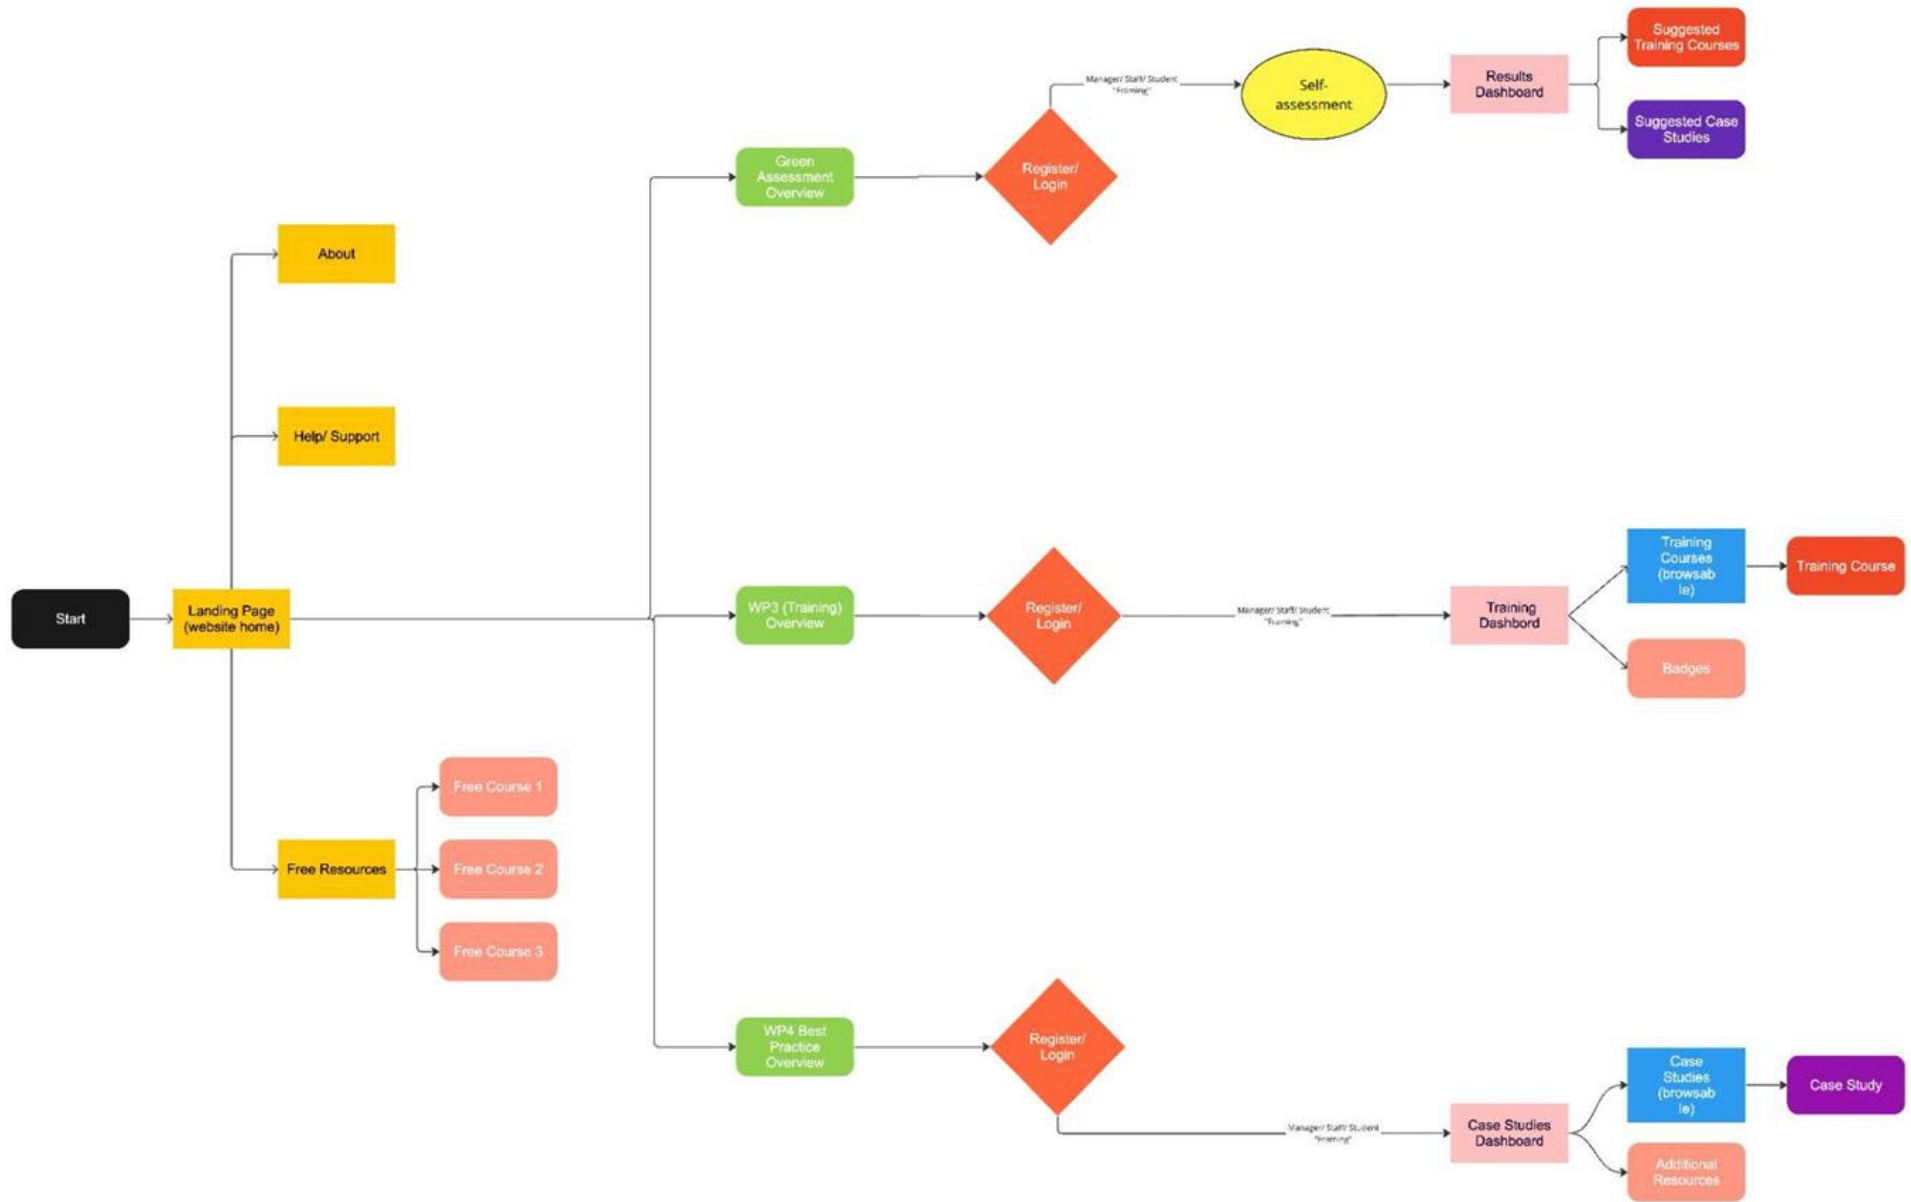 Suggested
Training Courses
Manager/ Staff/ Student
"Framing"
Self-
assessment
Results
Dashboard
Suggested Case
Studies
Green
Assessment
Overview
Register/
Login
About
Help/ Support
Start
Landing Page
(website home)
WP3 (Training)
Overview
Register/
Login
Manager/ Staff/ Student
"Framing"
Training
Dashbord
Training
Courses
(browsab
le)
Training Course
Badges
Free Resources
Free Course 1
Free Course 2
Free Course 3
WP4 Best
Practice
Overview
Register/
Login
Manager/ Staff/ Student
"Framing"
Case Studies
Dashboard
Case
Studies
(browsab
le)
Case Study
Additional
Resources